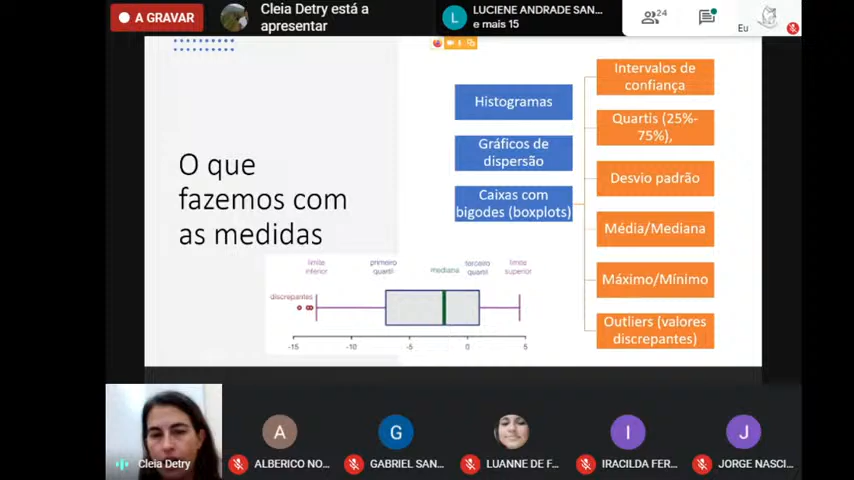 A GRAVAR
Cleia Detry está a
apresentar
L
LUCIENE ANDRADE SAN...
e mais 15
24
Eu
O que
fazemos com
as medidas
Histogramas
Gráficos de
dispersão
Caixas com
bigodes (boxplots)
Intervalos de
confiança
Quartis (25%-
75%),
Desvio padrão
Média/Mediana
Máximo/Mínimo
Outliers (valores
discrepantes)
limite
inferior
primeiro
quartil
mediana
terceiro
quartil
limite
superior
discrepantes
-15
-10
-5
0
5
Cleia Detry
A
ALBERICO NO...
G
GABRIEL SAN...
LUANNE DE F...
I
IRACILDA FER...
J
JORGE NASCI...